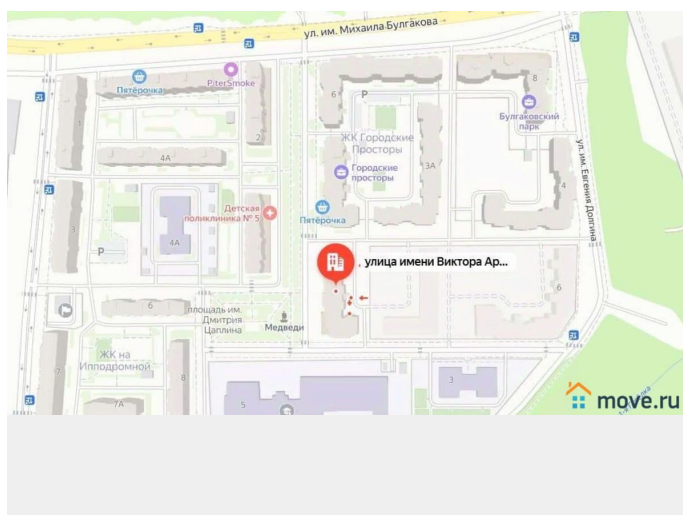 ул. им. Михаила Булгакова
Пятёрочка
PiterSmoke
6
P
8
1
2
Булгаковский
парк
ЖК Городские
Просторы
4А
Городские
просторы
3А
4
ул. им. Евгения Долгина
3
4А
Детская
поликлиника № 5
Пятёрочка
P
улица имени Виктора Ар...
6
площадь им.
Дмитрия
Цаплина
Медведи
6
ЖК на
Ипподромной
7
8
7А
5
3
move.ru